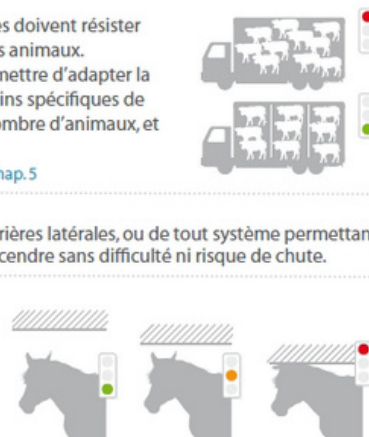 es doivent résister
s animaux.
mettre d'adapter la
ins spécifiques de
ombre d'animaux, et
hap. 5
rières latérales, ou de tout système permettan
cendre sans difficulté ni risque de chute.